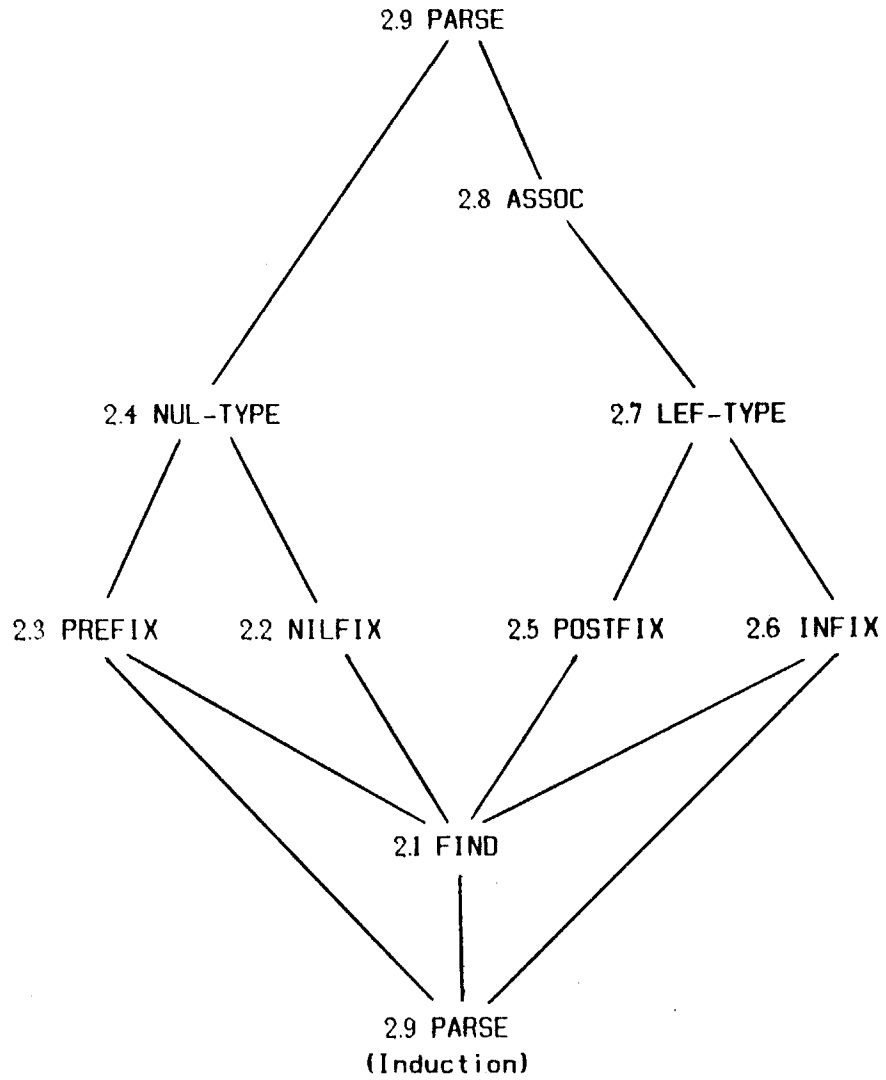 2.9 PARSE
2.8 ASSOC
2.4 NUL-TYPE
2.7 LEF-TYPE
2.3 PREFIX
2.2 NILFIX
2.5 POSTFIX
2.6 INFIX
2.1 FIND
2.9 PARSE
(Induction)